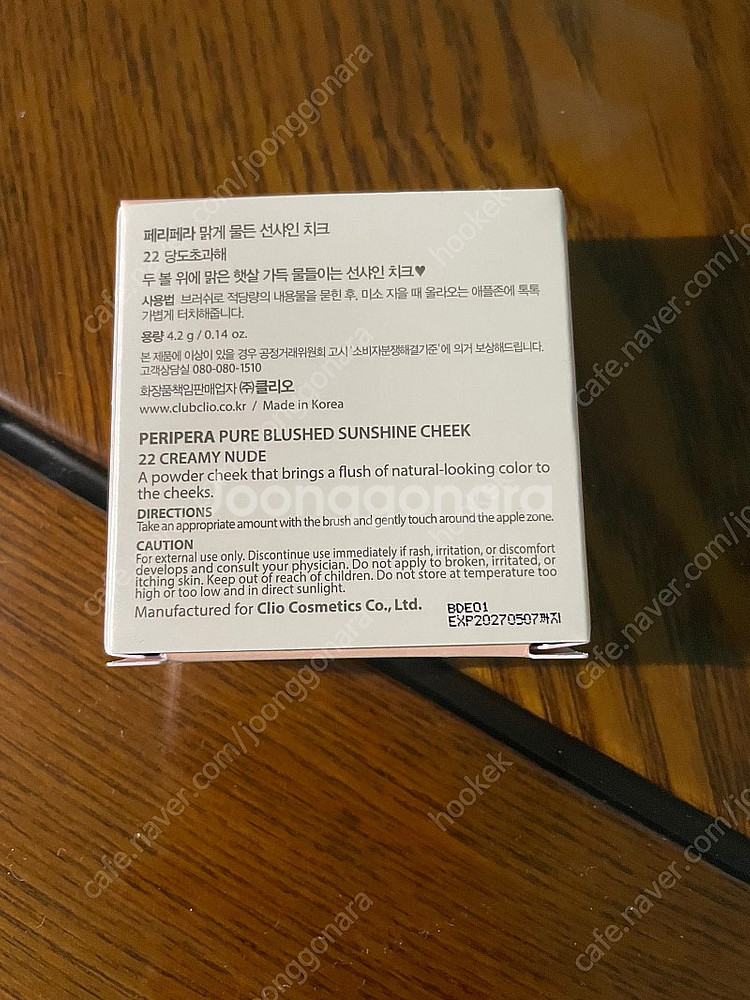 페리페라 맑게 물든 선샤인 치크
22 당도초과해
두 볼 위에 맑은 햇살 가득 물들이는 선샤인 치크♥
사용법 브러쉬로 적당량의 내용물을 묻힌 후, 미소 지을 때 올라오는 애플존에 톡톡
가볍게 터치해줍니다.
용량 4.2 g / 0.14 oz.
본 제품에 이상이 있을 경우 공정거래위원회 고시 '소비자분쟁해결기준'에 의거 보상해드립니다.
고객상담실 080-080-1510
화장품책임판매업자 ㈜클리오
www.clubclio.co.kr / Made in Korea
PERIPERA PURE BLUSHED SUNSHINE CHEEK
22 CREAMY NUDE
A powder cheek that brings a flush of natural-looking color to
the cheeks.
DIRECTIONS
Take an appropriate amount with the brush and gently touch around the apple zone.
CAUTION
For external use only. Discontinue use immediately if rash, irritation, or discomfort
develops and consult your physician. Do not apply to broken, irritated, or
itching skin. Keep out of reach of children. Do not store at temperature too
high or too low and in direct sunlight.
Manufactured for Clio Cosmetics Co., Ltd.
BDE01
EXP20270507까지
joonggonara
cafe.naver.com/joonggonara
hookek